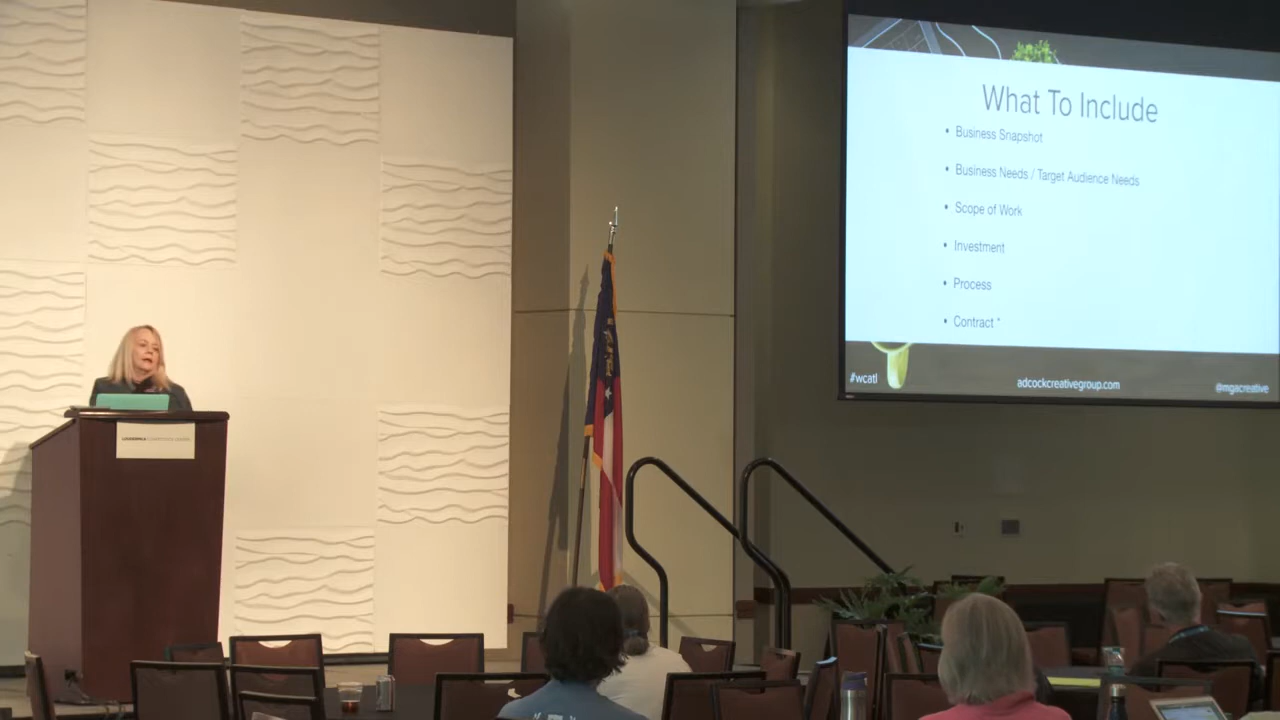 What To Include
• Business Snapshot
• Business Needs / Target Audience Needs
• Scope of Work
• Investment
• Process
• Contract *
#wcatl
adcockcreativegroup.com
@mgacreative